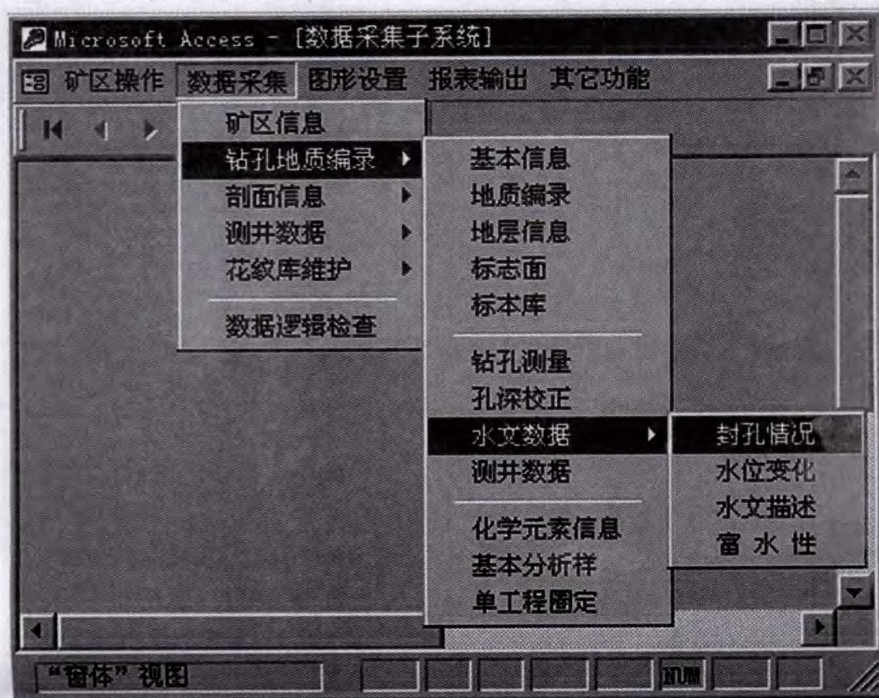 Microsoft Access - [数据采集子系统]
矿区操作 数据采集 图形设置 报表输出 其它功能
矿区信息
钻孔地质编录
剖面信息
测井数据
花纹库维护
数据逻辑检查
基本信息
地质编录
地层信息
标志面
标本库
钻孔测量
孔深校正
水文数据
测井数据
化学元素信息
基本分析样
单工程圈定
封孔情况
水位变化
水文描述
富水性
“窗体”视图
NUM